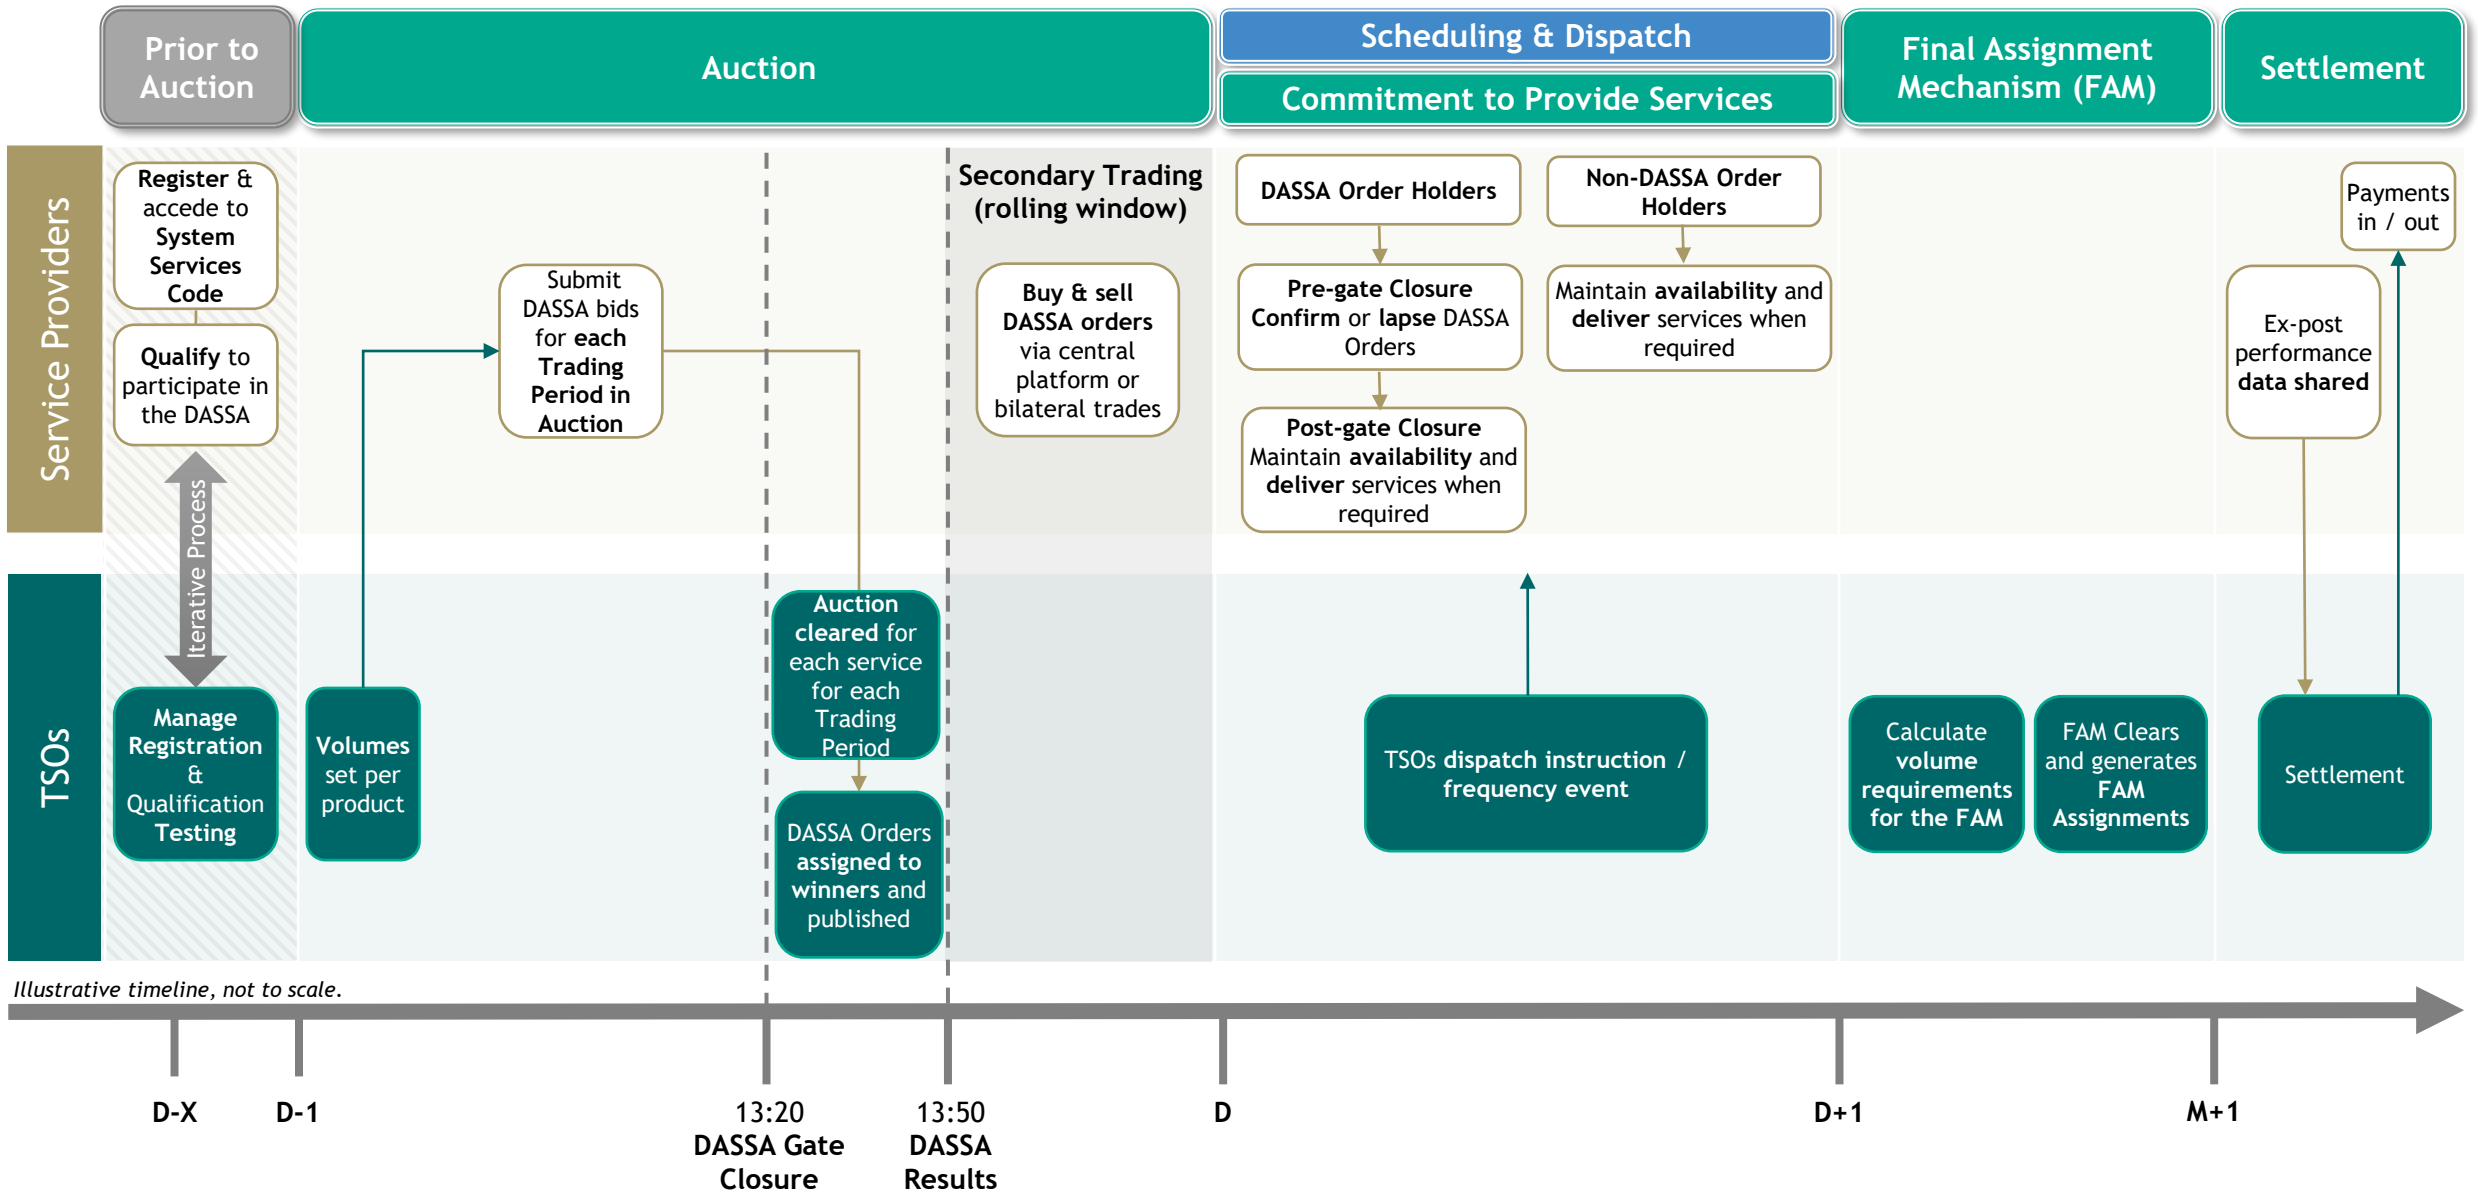 Prior to
Auction
Auction
Scheduling & Dispatch
Commitment to Provide Services
Final Assignment
Mechanism (FAM)
Settlement
Service Providers
Register &
accede to
System
Services
Code
Qualify to
participate in
the DASSA
Iterative Process
Submit
DASSA bids
for each
Trading
Period in
Auction
Secondary Trading
(rolling window)
Buy & sell
DASSA orders
via central
platform or
bilateral trades
DASSA Order Holders
Pre-gate Closure
Confirm or lapse DASSA
Orders
Post-gate Closure
Maintain availability and
deliver services when
required
Non-DASSA Order
Holders
Maintain availability and
deliver services when
required
Payments
in / out
Ex-post
performance
data shared
TSOs
Manage
Registration
&
Qualification
Testing
Volumes
set per
product
Auction
cleared for
each service
for each
Trading
Period
DASSA Orders
assigned to
winners and
published
TSOs dispatch instruction /
frequency event
Calculate
volume
requirements
for the FAM
FAM Clears
and generates
FAM
Assignments
Settlement
Illustrative timeline, not to scale.
D-X
D-1
13:20
DASSA Gate
Closure
13:50
DASSA
Results
D
D+1
M+1